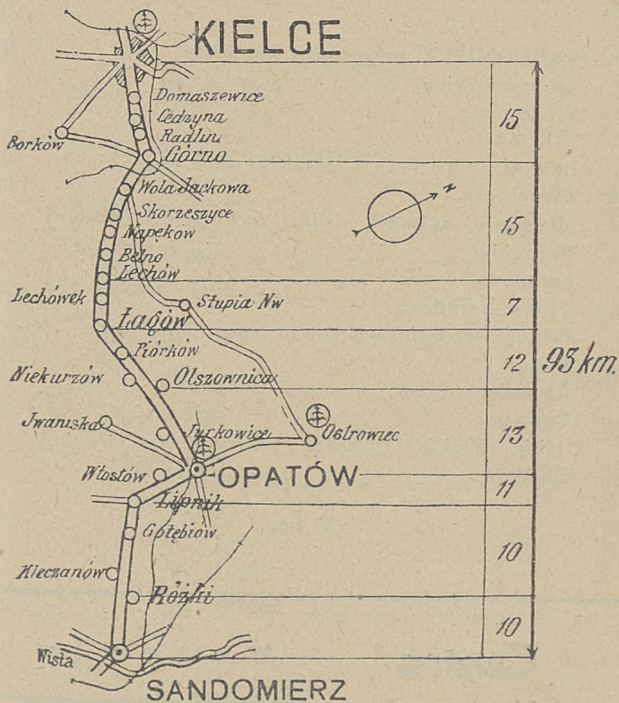 KIELCE
Domaszewice
Cedzyna
Radlin
Borków
Górno
15
Wola Jackowa
Skorzeszyce
Napęków
N
15
Belno
Lechów
Lechówek
Słupia Nw
7
Łagów
Piórków
12
93 km.
Niekurzów
Olszownica
Jwaniska
Jurkowice
Ostrowiec
13
Włostów
OPATÓW
11
Lipnik
Gołębiów
10
Kleczanów
Różki
10
Wisła
SANDOMIERZ